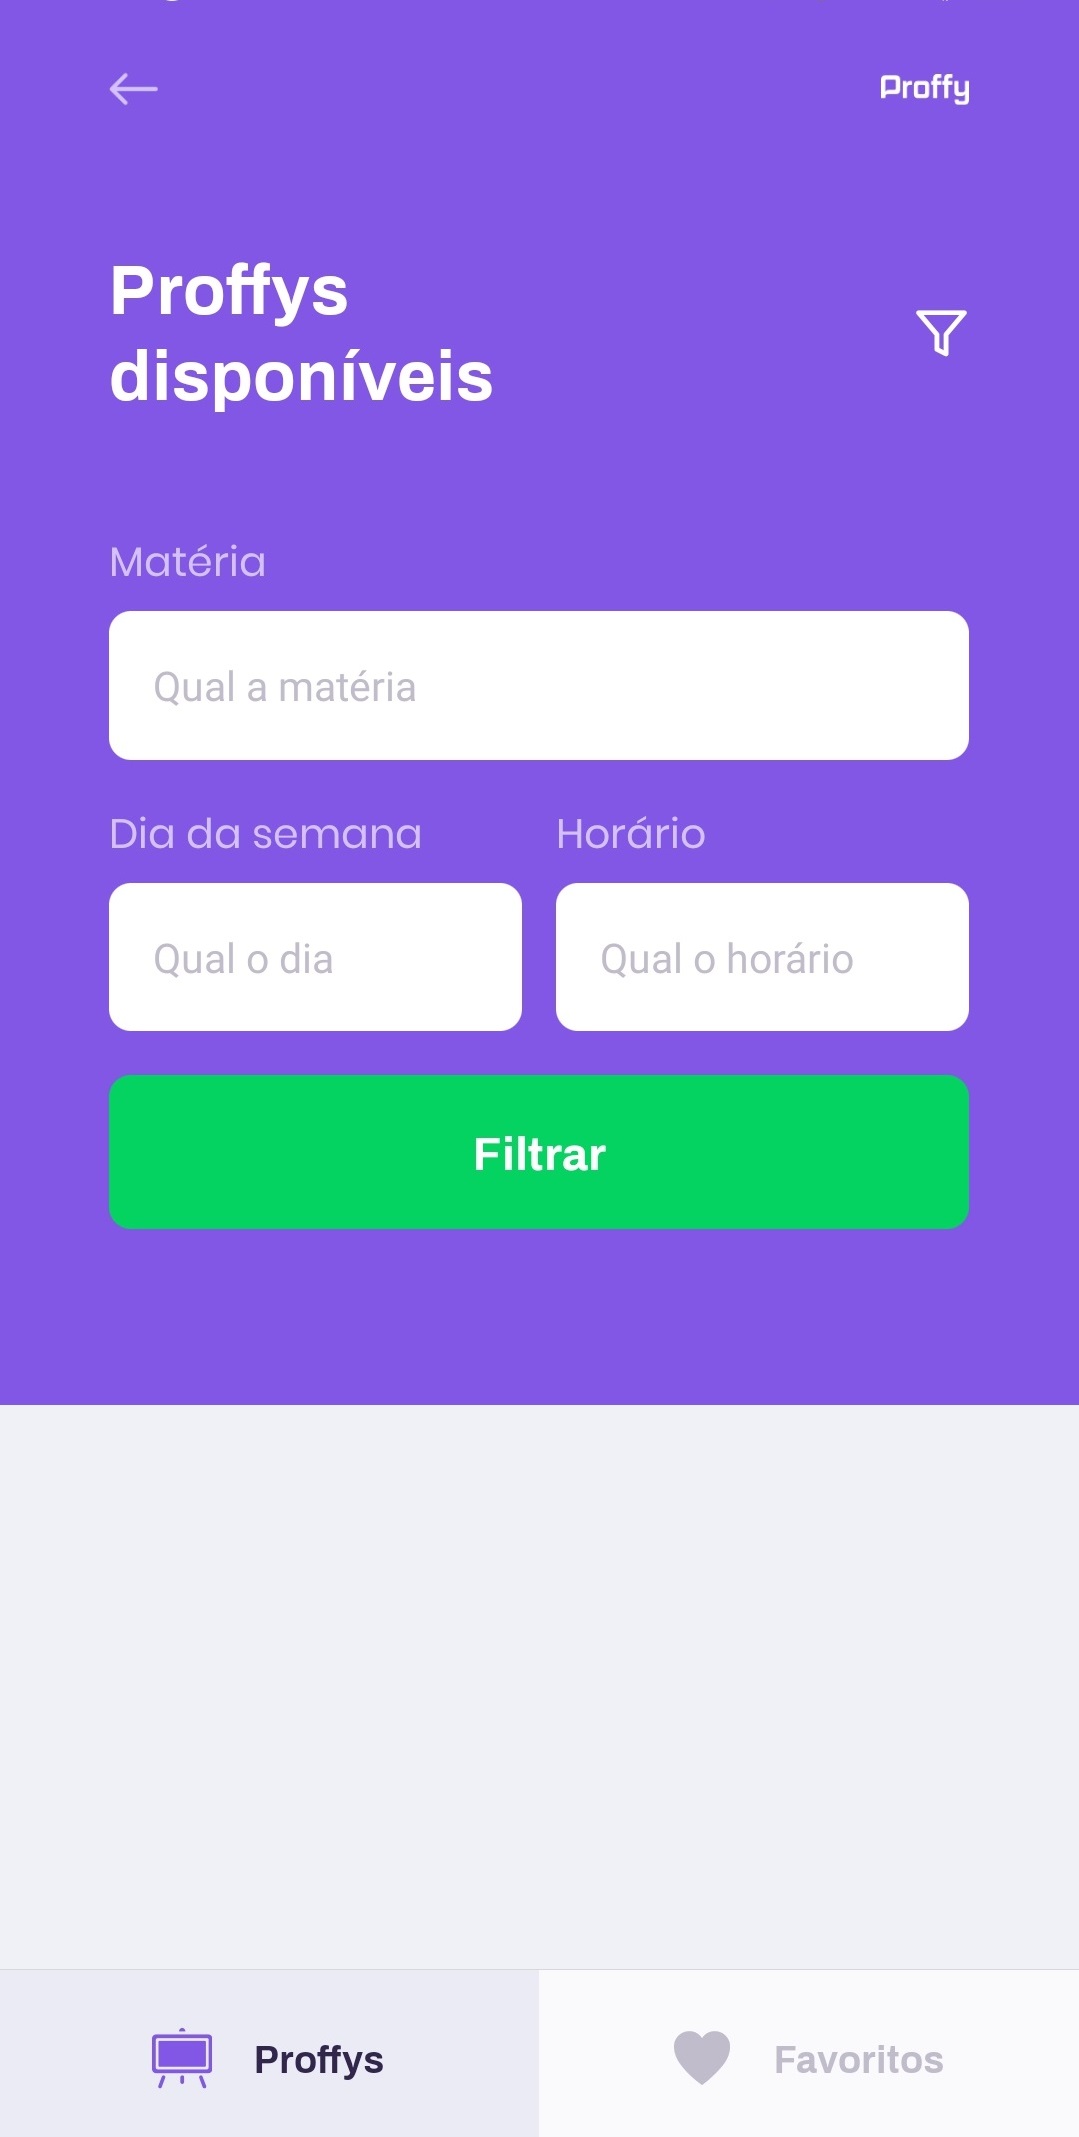 Proffy
Proffys
disponíveis
Matéria
Qual a matéria
Dia da semana
Horário
Qual o dia
Qual o horário
Filtrar
Proffys
Favoritos